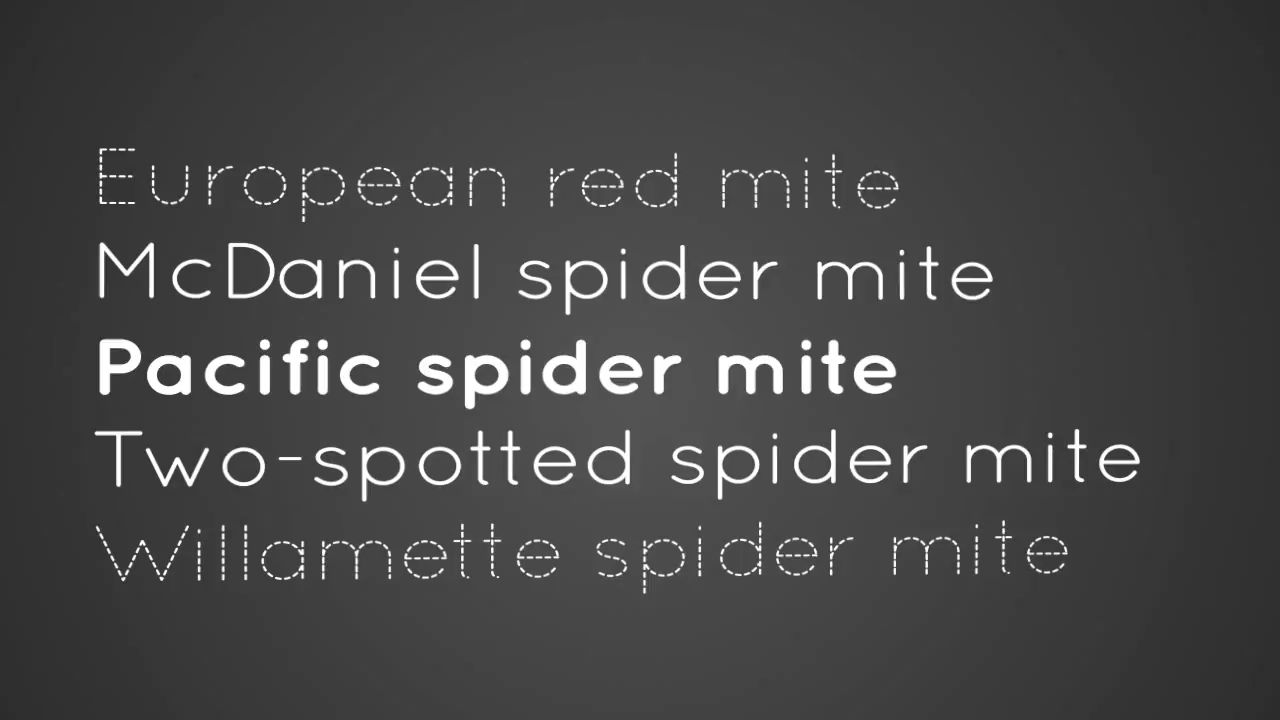 European red mite
McDaniel spider mite
Pacific spider mite
Two-spotted spider mite
Willamette spider mite